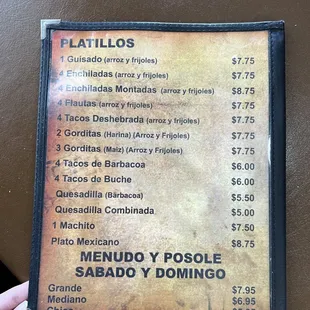 PLATILLOS
1 Guisado (arroz y frijoles) $7.75
4 Enchiladas (arroz y frijoles) $7.75
4 Enchiladas Montadas (arroz y frijoles) $8.75
4 Flautas (arroz y frijoles) $7.75
4 Tacos Deshebrada (arroz y frijoles) $7.75
2 Gorditas (Harina) (Arroz y Frijoles) $7.75
3 Gorditas (Maiz) (Arroz y Frijoles) $7.75
4 Tacos de Barbacoa $6.00
4 Tacos de Buche $6.00
Quesadilla (Barbacoa) $5.50
Quesadilla Combinada $5.00
1 Machito $7.50
Plato Mexicano $8.75
MENUDO Y POSOLE
SABADO Y DOMINGO
Grande $7.95
Mediano $6.95